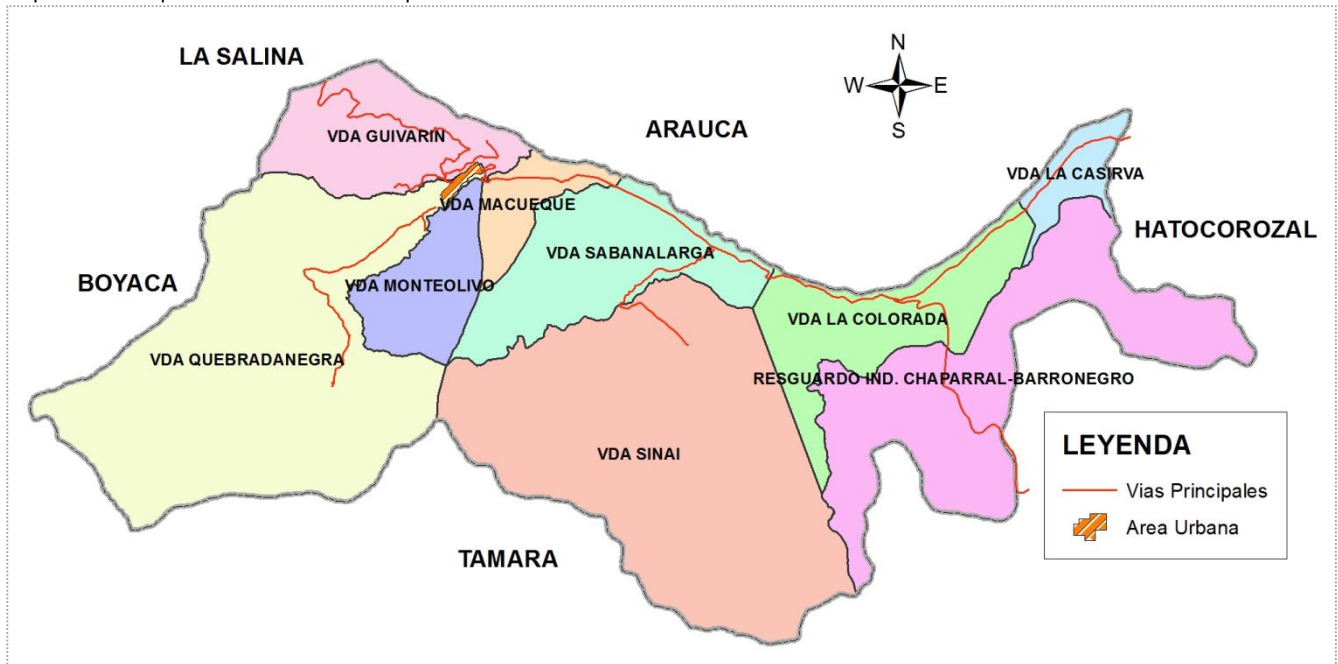 LA SALINA
N
W E
S
ARAUCA
VDA GUIVARIN
VDA LA CASIRVA
VDA MACUEQUE
HATOCOROZAL
VDA SABANALARGA
BOYACA
VDA MONTEOLIVO
VDA LA COLORADA
VDA QUEBRADANEGRA
RESGUARDO IND. CHAPARRAL-BARRONEGRO
VDA SINAI
LEYENDA
Vias Principales
Area Urbana
TAMARA